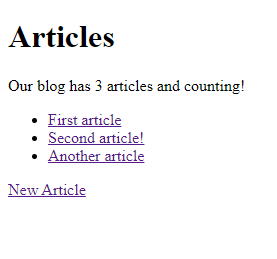 Articles
Our blog has 3 articles and counting!
First article
Second article!
Another article
New Article